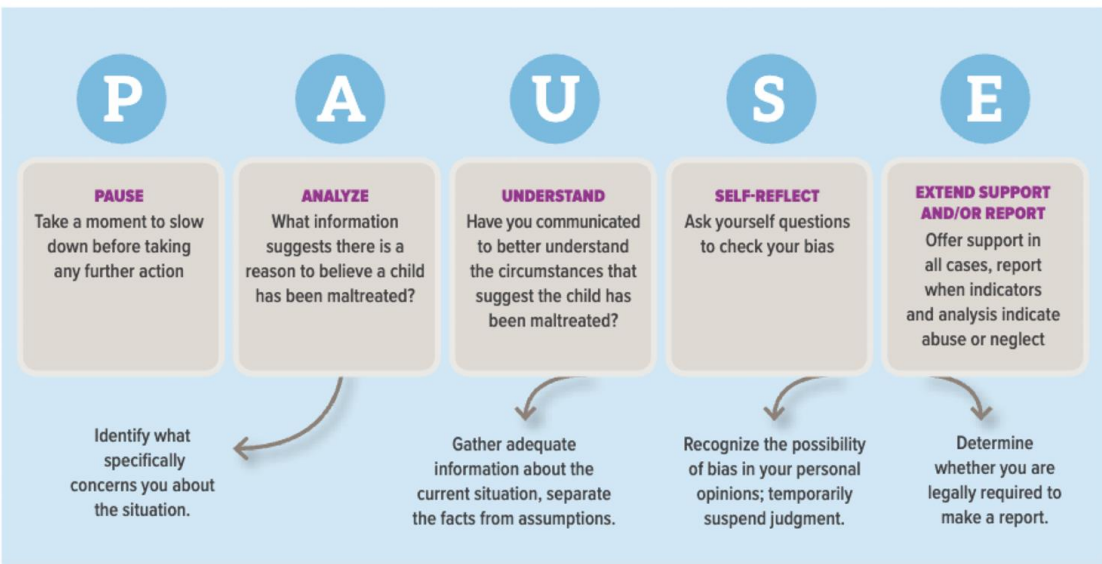 P
A
U
S
E
PAUSE
Take a moment to slow
down before taking
any further action
ANALYZE
What information
suggests there is a
reason to believe a child
has been maltreated?
UNDERSTAND
Have you communicated
to better understand
the circumstances that
suggest the child has
been maltreated?
SELF-REFLECT
Ask yourself questions
to check your bias
EXTEND SUPPORT
AND/OR REPORT
Offer support in
all cases, report
when indicators
and analysis indicate
abuse or neglect
Identify what
specifically
concerns you about
the situation.
Gather adequate
information about the
current situation, separate
the facts from assumptions.
Recognize the possibility
of bias in your personal
opinions; temporarily
suspend judgment.
Determine
whether you are
legally required to
make a report.